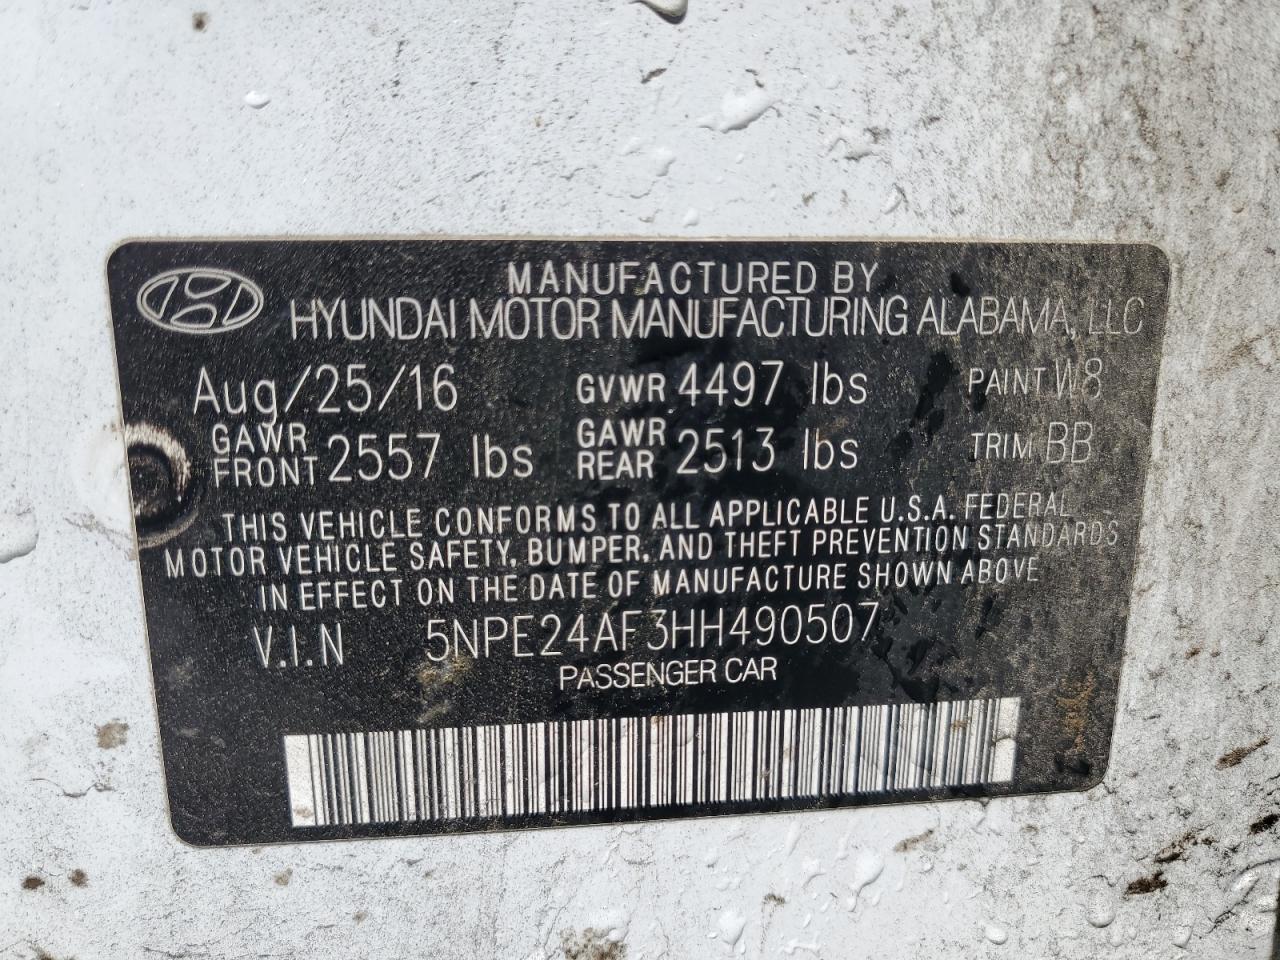 MANUFACTURED BY
HYUNDAI MOTOR MANUFACTURING ALABAMA, LLC
Aug/25/16 GVWR 4497 lbs PAINT W8
GAWR FRONT 2557 lbs GAWR REAR 2513 lbs TRIM BB
THIS VEHICLE CONFORMS TO ALL APPLICABLE U.S.A. FEDERAL
MOTOR VEHICLE SAFETY, BUMPER, AND THEFT PREVENTION STANDARDS
IN EFFECT ON THE DATE OF MANUFACTURE SHOWN ABOVE
V.I.N 5NPE24AF3HH490507
PASSENGER CAR